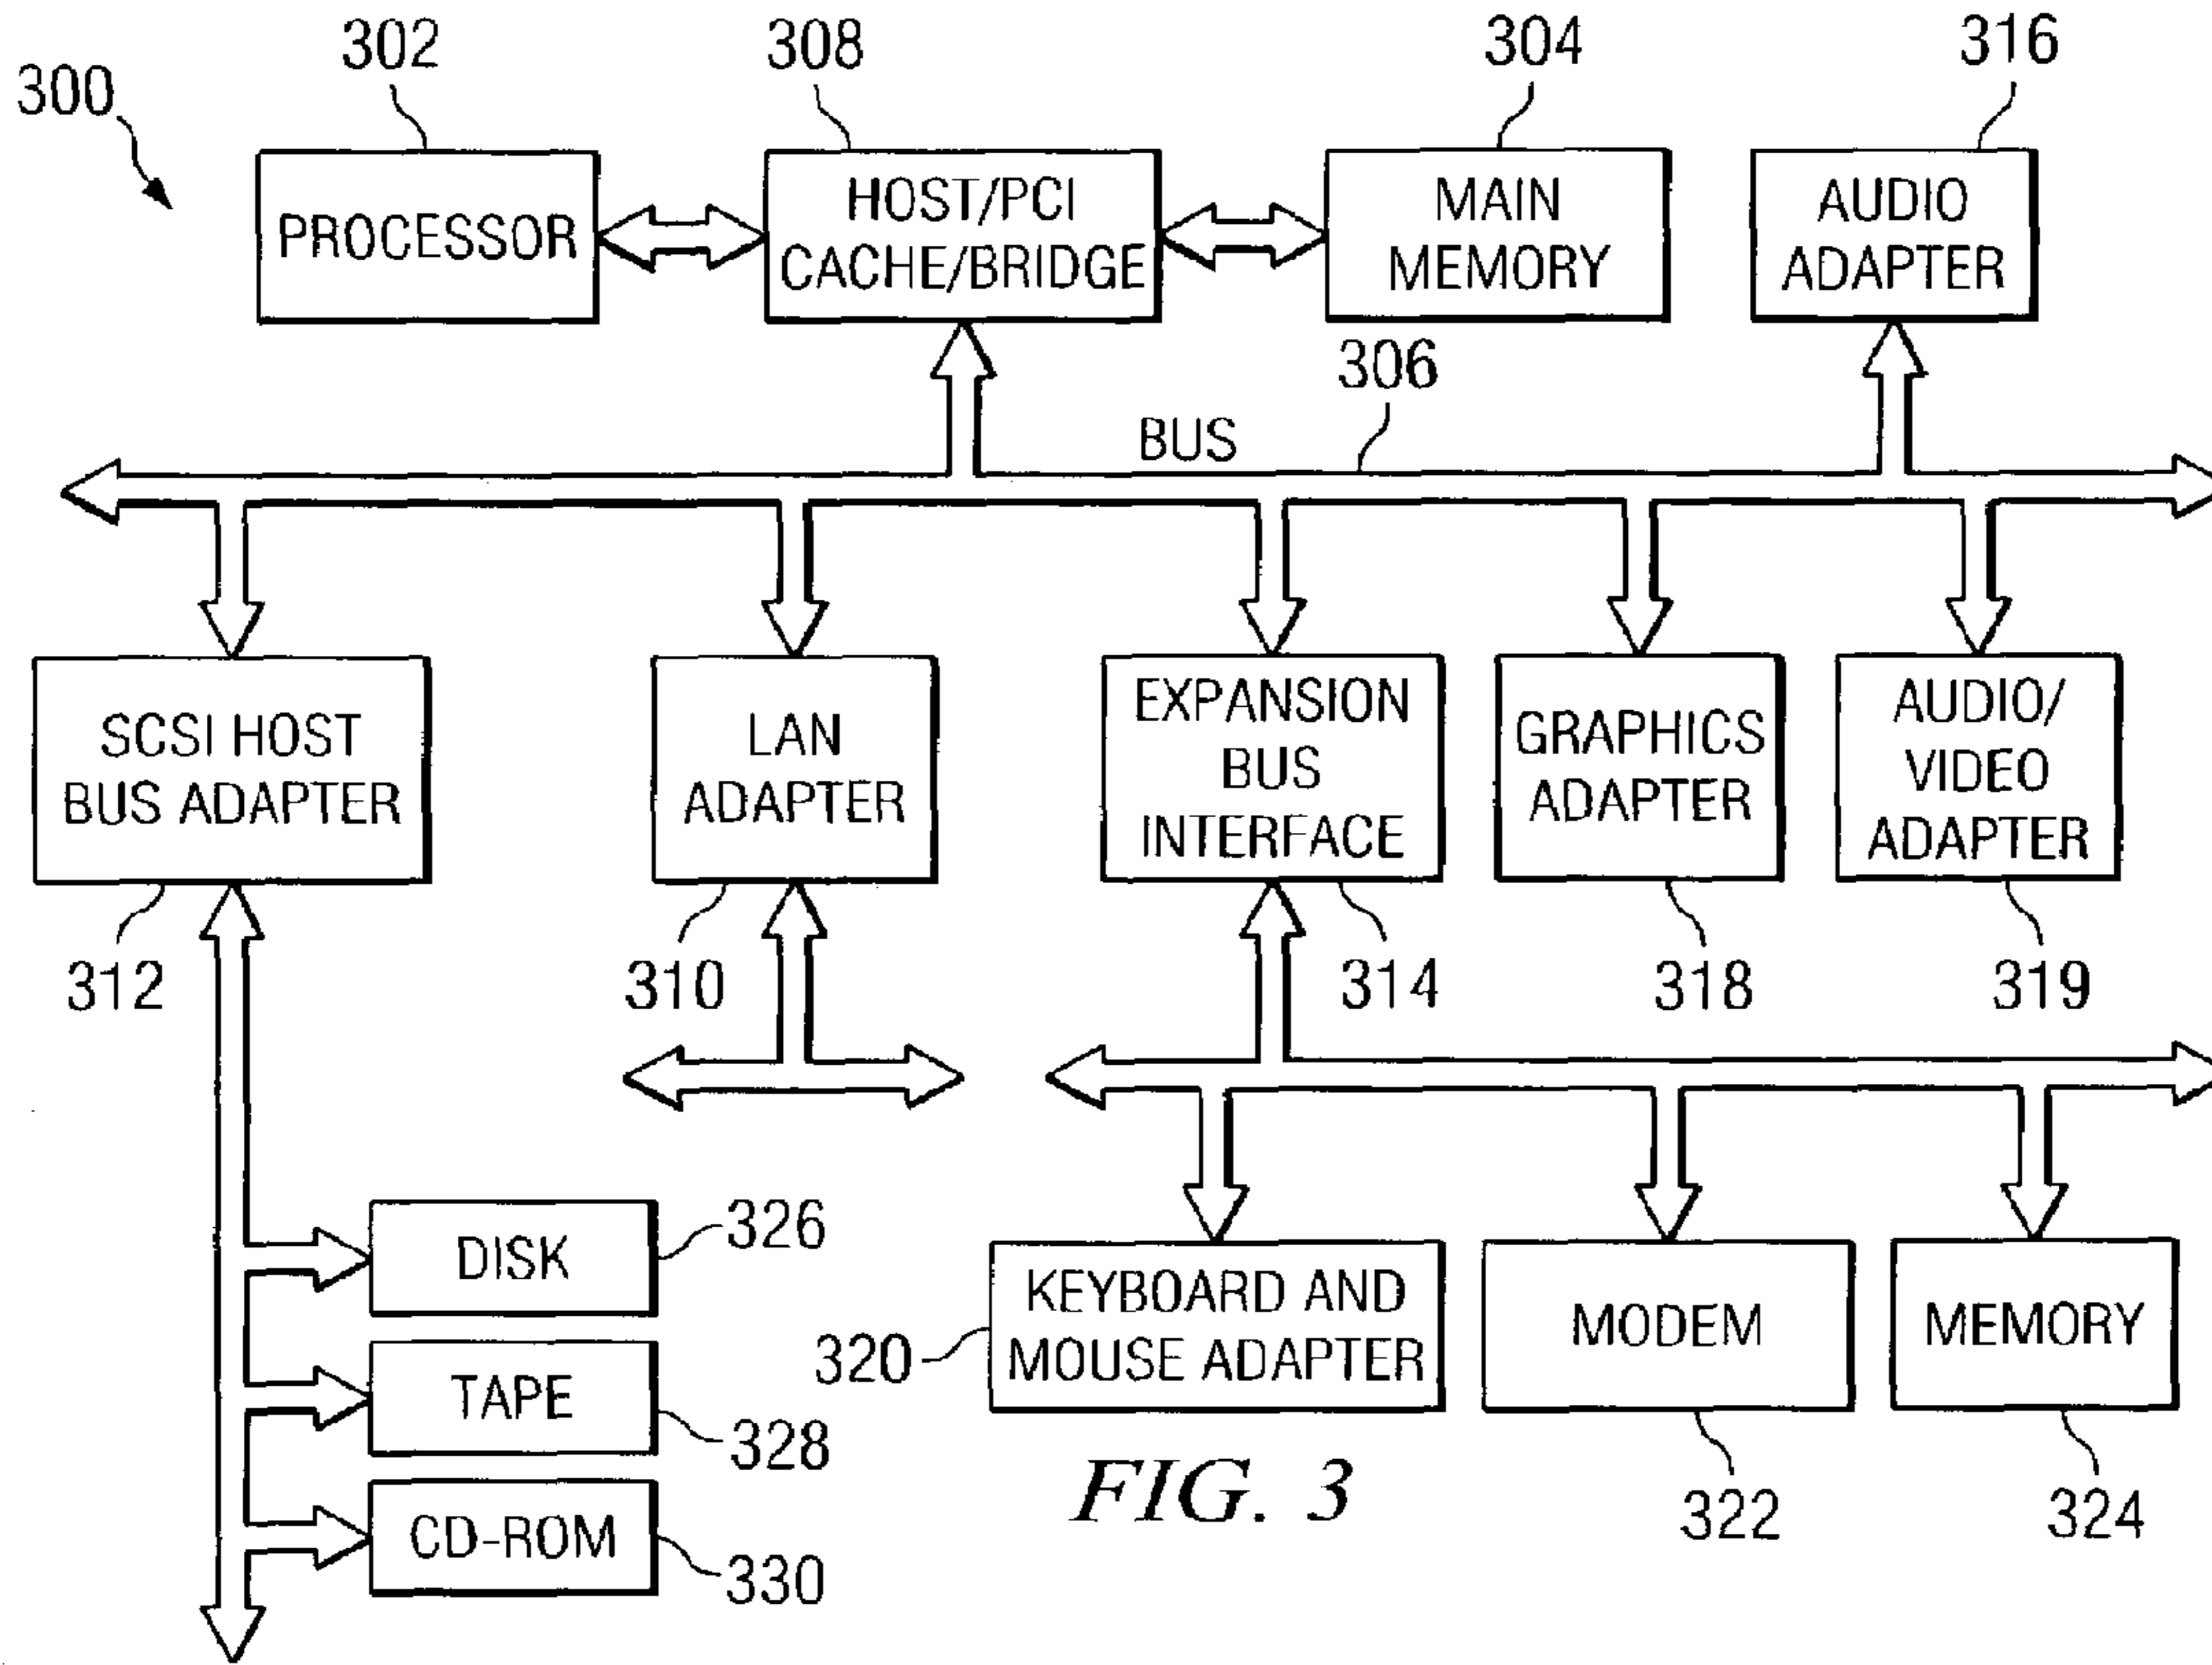 300
302
308
304
316
PROCESSOR
HOST/PCI
CACHE/BRIDGE
MAIN
MEMORY
AUDIO
ADAPTER
306
BUS
SCSI HOST
BUS ADAPTER
LAN
ADAPTER
EXPANSION
BUS
INTERFACE
GRAPHICS
ADAPTER
AUDIO/
VIDEO
ADAPTER
312
310
314
318
319
DISK
326
TAPE
328
CD-ROM
330
320
KEYBOARD AND
MOUSE ADAPTER
MODEM
MEMORY
322
324
FIG. 3